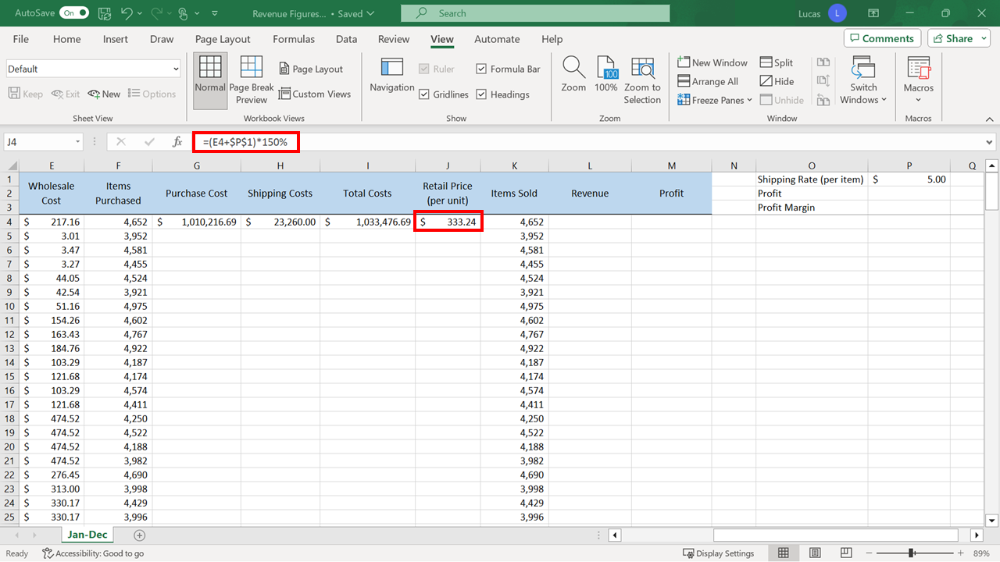 AutoSave On Revenue Figures... • Saved Search Lucas L
File Home Insert Draw Page Layout Formulas Data Review View Automate Help Comments Share
Default
Keep Exit New Options
Sheet View
Normal
Page Break Preview
Page Layout
Custom Views
Workbook Views
Navigation
Ruler
Formula Bar
Gridlines
Headings
Show
Zoom
100
100%
Zoom to Selection
Zoom
New Window
Arrange All
Freeze Panes
Split
Hide
Unhide
Switch Windows
Window
Macros
Macros
J4 fx =(E4+$P$1)*150%
E F G H I J K L M N O P Q
Wholesale Cost Items Purchased Purchase Cost Shipping Costs Total Costs Retail Price (per unit) Items Sold Revenue Profit
1 Shipping Rate (per item) $ 5.00
2 Profit
3 Profit Margin
4 $ 217.16 4,652 $ 1,010,216.69 $ 23,260.00 $ 1,033,476.69 $ 333.24 4,652
5 $ 3.01 3,952 3,952
6 $ 3.47 4,581 4,581
7 $ 3.27 4,455 4,455
8 $ 44.05 4,524 4,524
9 $ 42.54 3,921 3,921
10 $ 51.16 4,975 4,975
11 $ 154.26 4,602 4,602
12 $ 163.43 4,767 4,767
13 $ 184.76 4,922 4,922
14 $ 103.29 4,187 4,187
15 $ 121.68 4,174 4,174
16 $ 103.29 4,574 4,574
17 $ 121.68 4,411 4,411
18 $ 474.52 4,250 4,250
19 $ 474.52 4,522 4,522
20 $ 474.52 4,188 4,188
21 $ 474.52 3,982 3,982
22 $ 276.45 4,690 4,690
23 $ 313.00 3,998 3,998
24 $ 330.17 4,429 4,429
25 $ 330.17 3,996 3,996
Jan-Dec
Ready Accessibility: Good to go Display Settings 89%